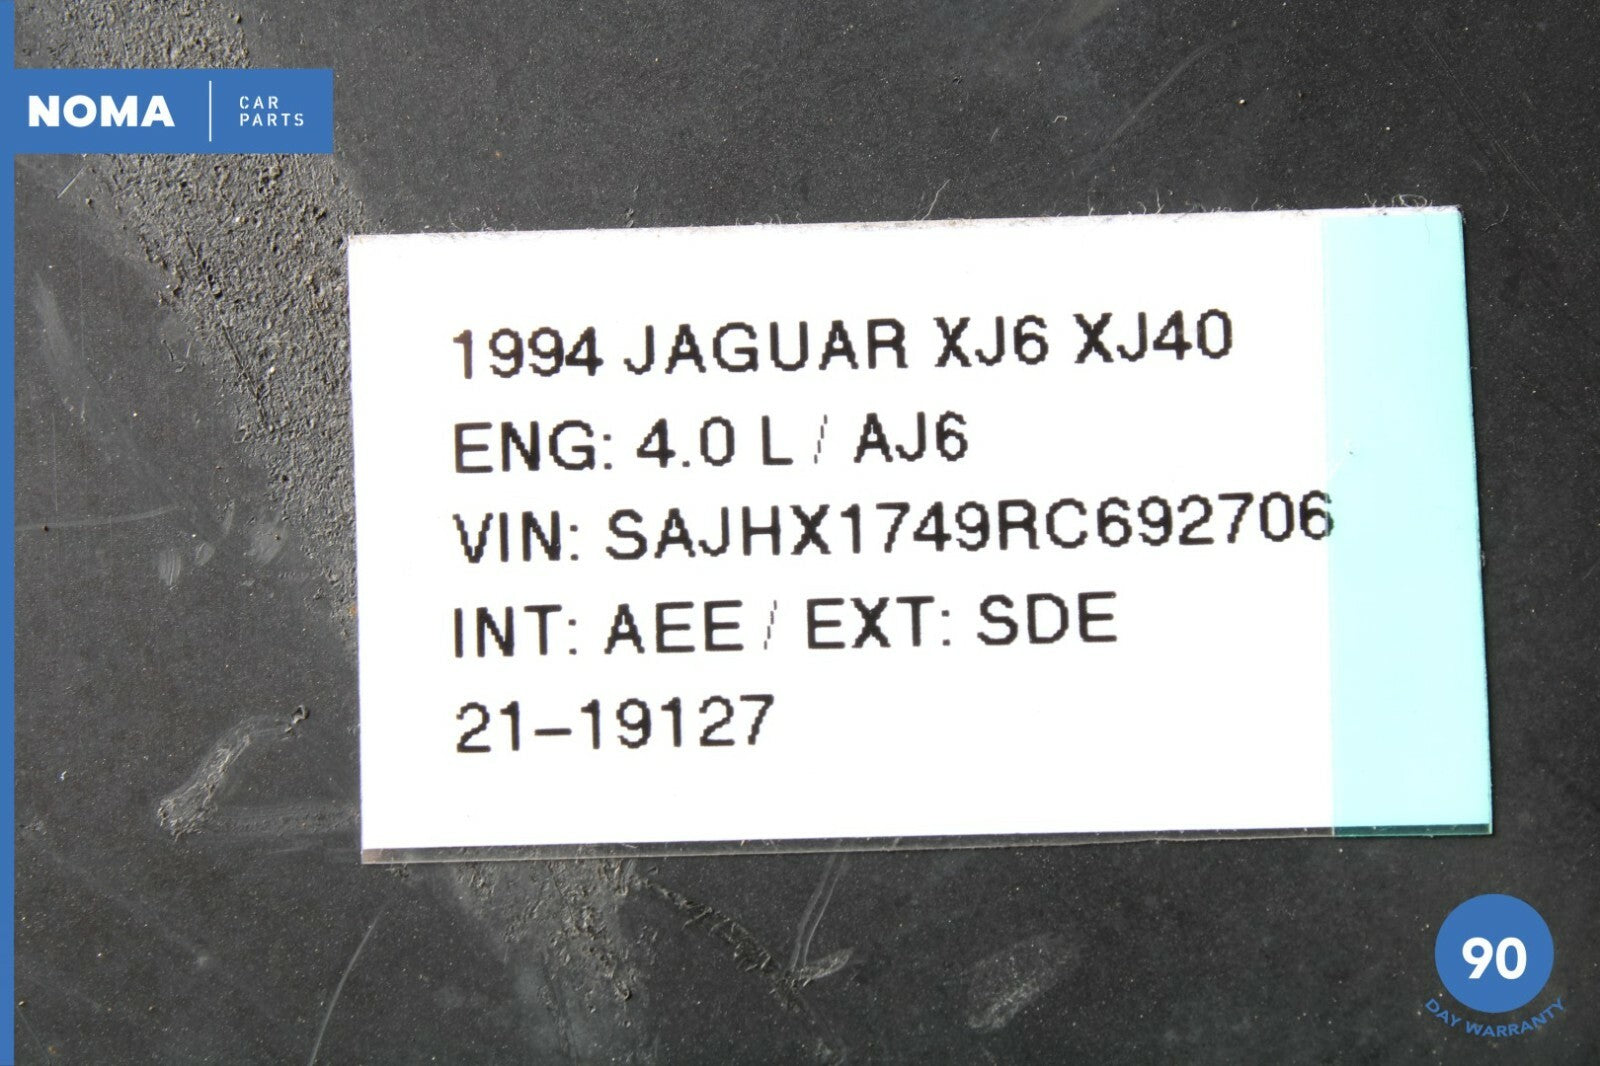 NOMA
CAR
PARTS
1994 JAGUAR XJ6 XJ40
ENG: 4.0 L / AJ6
VIN: SAJHX1749RC692706
INT: AEE / EXT: SDE
21-19127
90
DAY WARRANTY